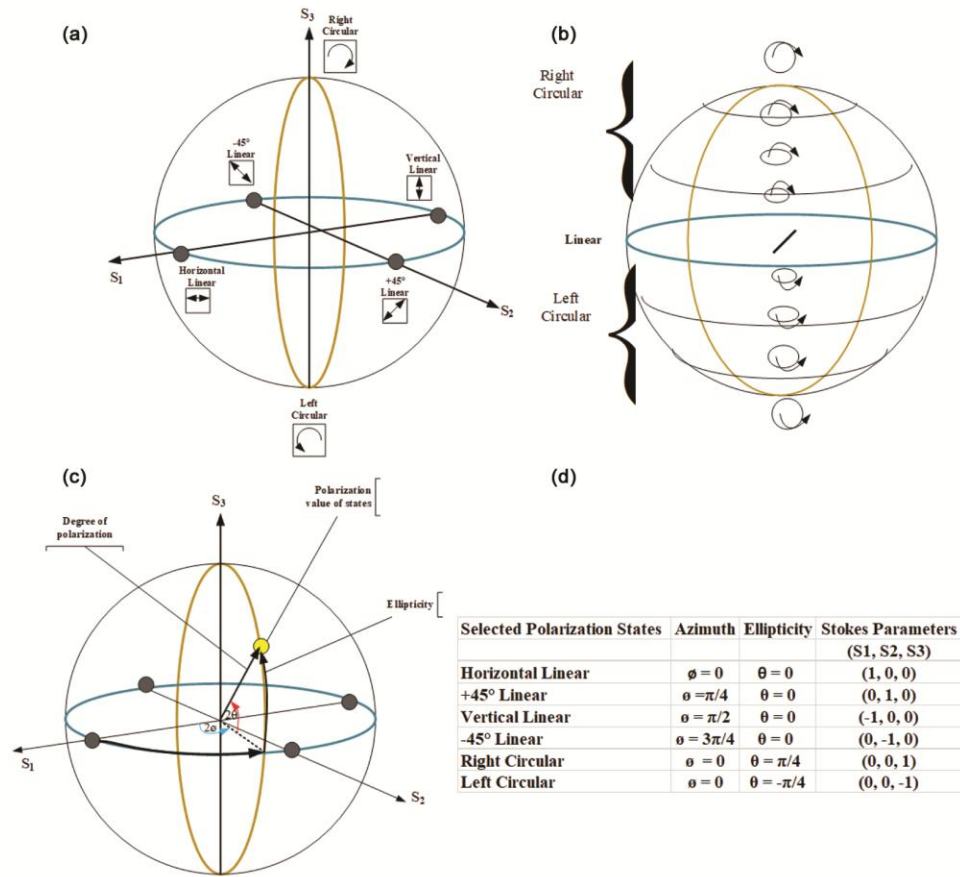 (a)
S3
Right
Circular
-45°
Linear
Vertical
Linear
S1
Horizontal
Linear
+45°
Linear
S2
Left
Circular
(b)
Right
Circular
Linear
Left
Circular
(c)
S3
Polarization
value of states
Degree of
polarization
Ellipticity
2θ
2ø
S1
S2
(d)
Selected Polarization States Azimuth Ellipticity Stokes Parameters
(S1, S2, S3)
Horizontal Linear ø = 0 θ = 0 (1, 0, 0)
+45° Linear ø =π/4 θ = 0 (0, 1, 0)
Vertical Linear ø = π/2 θ = 0 (-1, 0, 0)
-45° Linear ø = 3π/4 θ = 0 (0, -1, 0)
Right Circular ø = 0 θ = π/4 (0, 0, 1)
Left Circular ø = 0 θ = -π/4 (0, 0, -1)